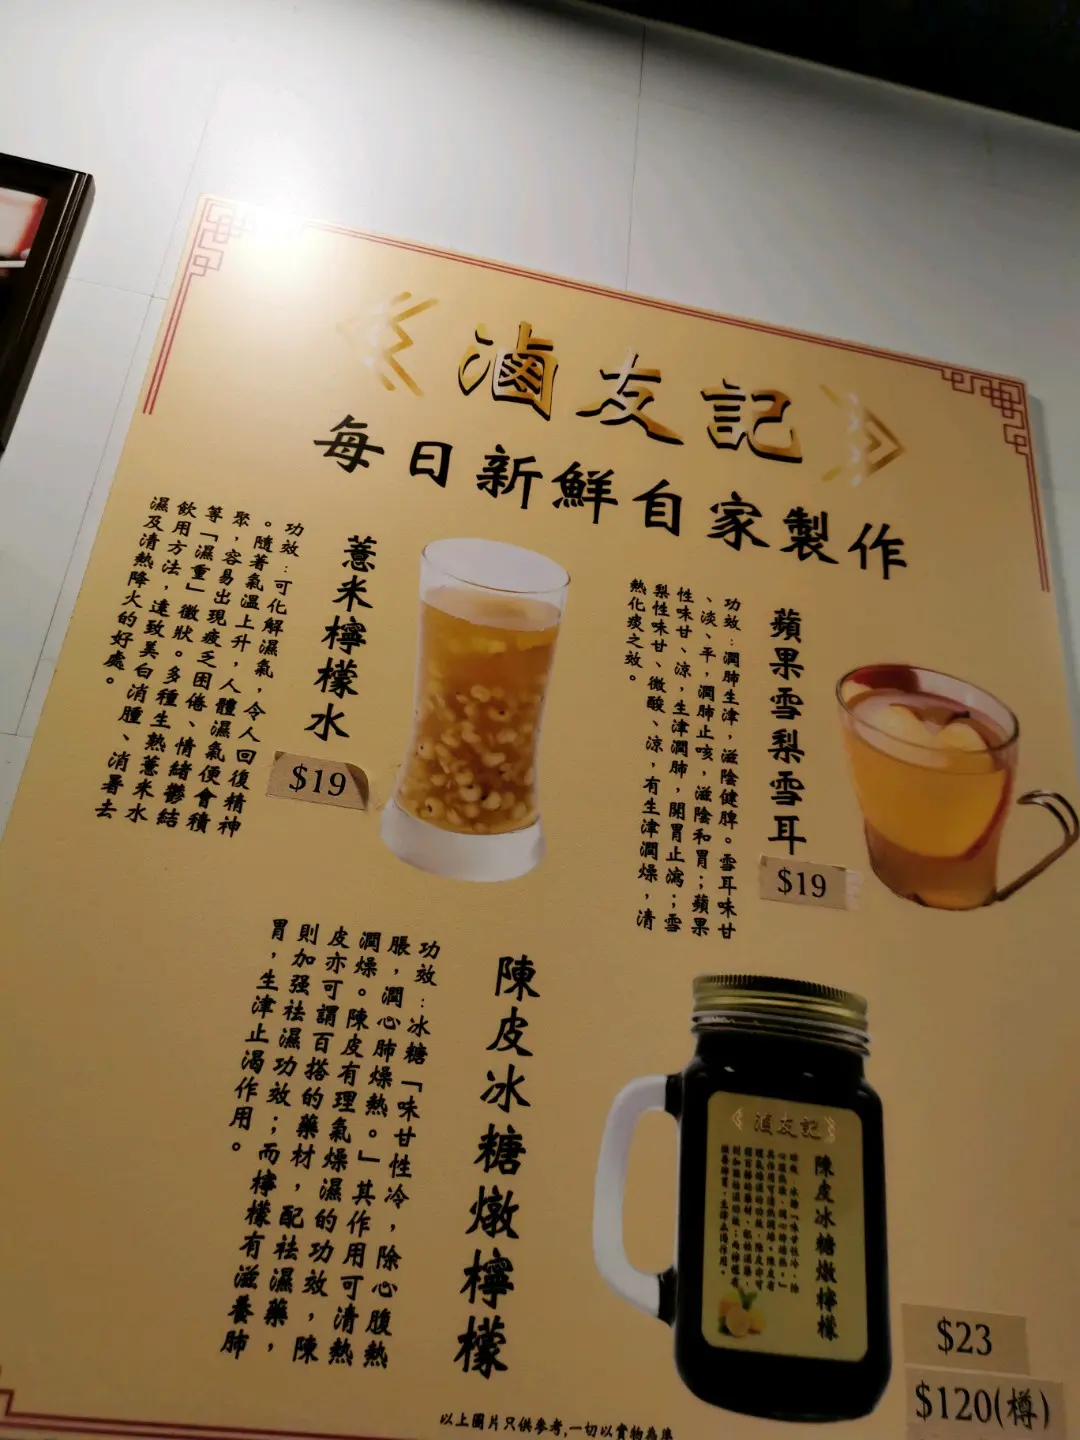 《滷友記》
每日新鮮自家製作
蘋果雪梨雪耳
功效：潤肺生津，滋陰健脾。雪耳味甘
、淡、平，潤肺止咳，滋陰和胃；蘋果
性味甘、涼，生津潤肺，開胃止瀉；雪
梨性味甘、微酸、涼，有生津潤燥，清
熱化痰之效。
$19
薏米檸檬水
功效：可化解濕氣，令人回復精神
。隨著氣溫上升，人體濕氣便會積
聚，容易出現疲乏困倦、情緒鬱結
等「濕重」徵狀。多種生熱薏米水
飲用方法，達致美白消腫、消暑去
濕及清熱降火的好處。
$19
陳皮冰糖燉檸檬
功效：冰糖「味甘性冷，除心腹熱
脹，潤心肺燥熱。」其作用可清熱
潤燥。陳皮有理氣燥濕的功效，陳
皮亦可謂百搭的藥材，配祛濕藥，
則加强祛濕功效；而檸檬有滋養肺
胃，生津止渴作用。
《滷友記》
陳皮冰糖燉檸檬
$23
$120(樽)
以上圖片只供參考,一切以實物為準